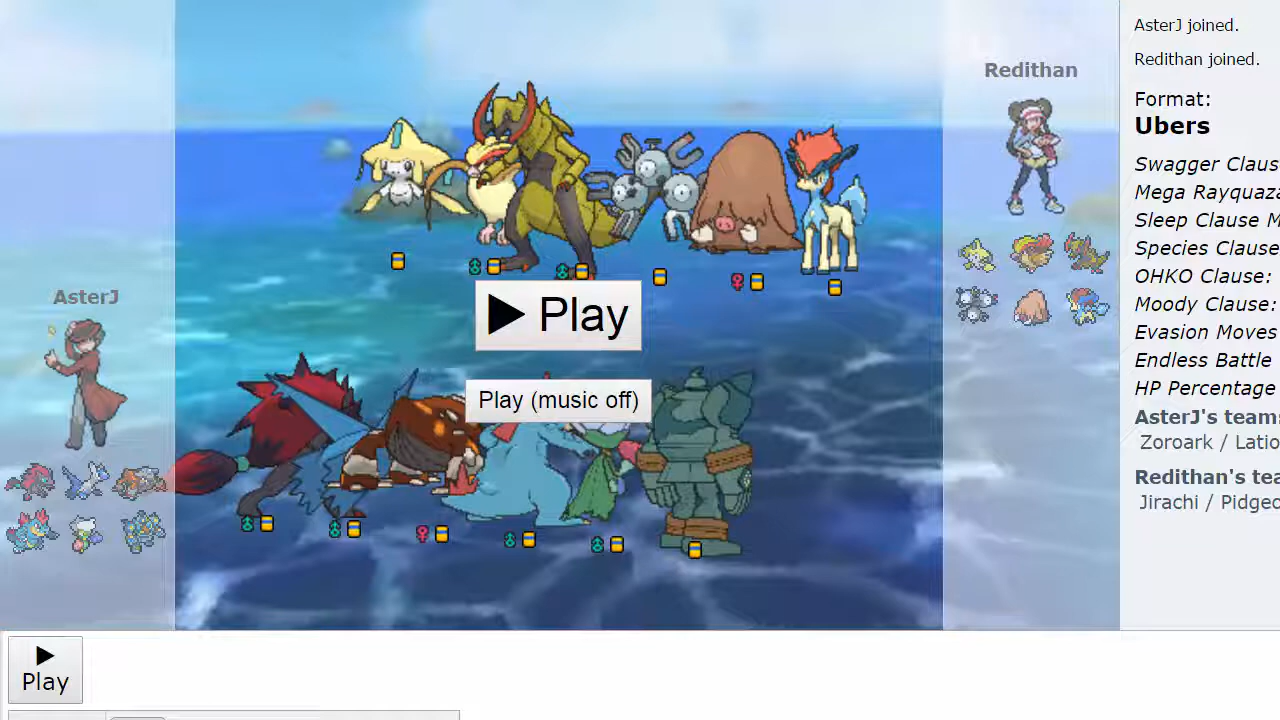 AsterJ joined.
Redithan
Redithan joined.
Format:
Ubers
AsterJ
Swagger Claus
Mega Rayquaza
Sleep Clause M
Species Clause
OHKO Clause:
Moody Clause:
Evasion Moves
Endless Battle
HP Percentage
Play
Play (music off)
AsterJ's team:
Zoroark / Latio
Redithan's tea
Jirachi / Pidgeo
Play